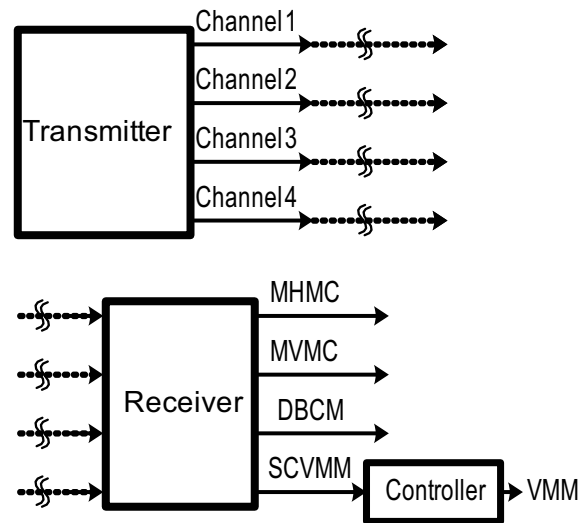 Channel1
Channel2
Transmitter
Channel3
Channel4
MHMC
MVMC
Receiver
DBCM
SCVMM
Controller
VMM